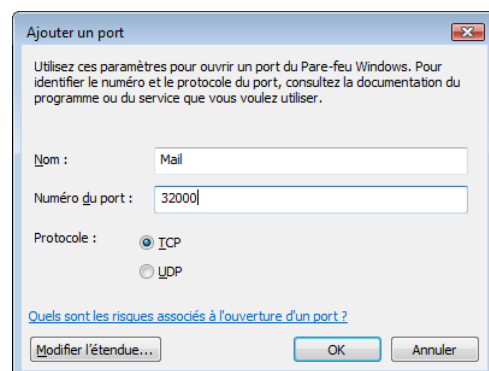 Ajouter un port
Utilisez ces paramètres pour ouvrir un port du Pare-feu Windows. Pour
identifier le numéro et le protocole du port, consultez la documentation du
programme ou du service que vous voulez utiliser.
Nom : Mail
Numéro du port : 32000
Protocole : TCP
UDP
Quels sont les risques associés à l'ouverture d'un port ?
Modifier l'étendue... OK Annuler